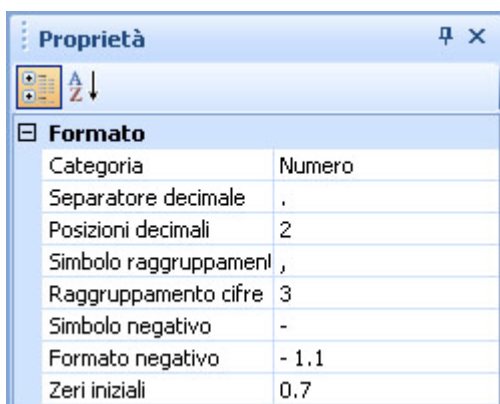 Proprietà
A
Z
Formato
Categoria Numero
Separatore decimale .
Posizioni decimali 2
Simbolo raggruppament ,
Raggruppamento cifre 3
Simbolo negativo -
Formato negativo - 1.1
Zeri iniziali 0.7